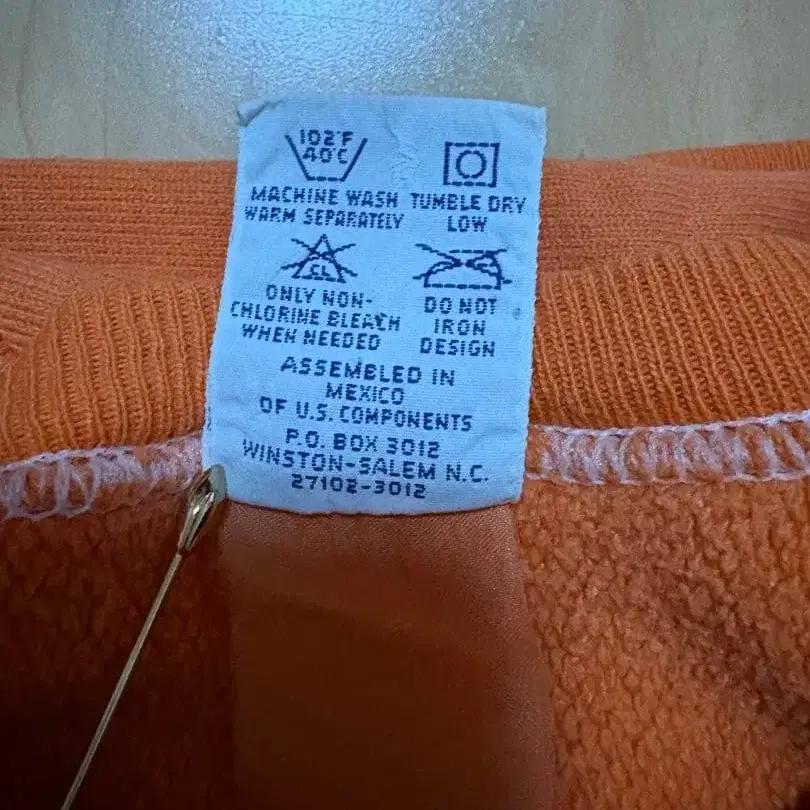 102°F
40°C
MACHINE WASH
WARM SEPARATELY
TUMBLE DRY
LOW
CL
ONLY NON-
CHLORINE BLEACH
WHEN NEEDED
DO NOT
IRON
DESIGN
ASSEMBLED IN
MEXICO
OF U.S. COMPONENTS
P.O. BOX 3012
WINSTON-SALEM N.C.
27102-3012